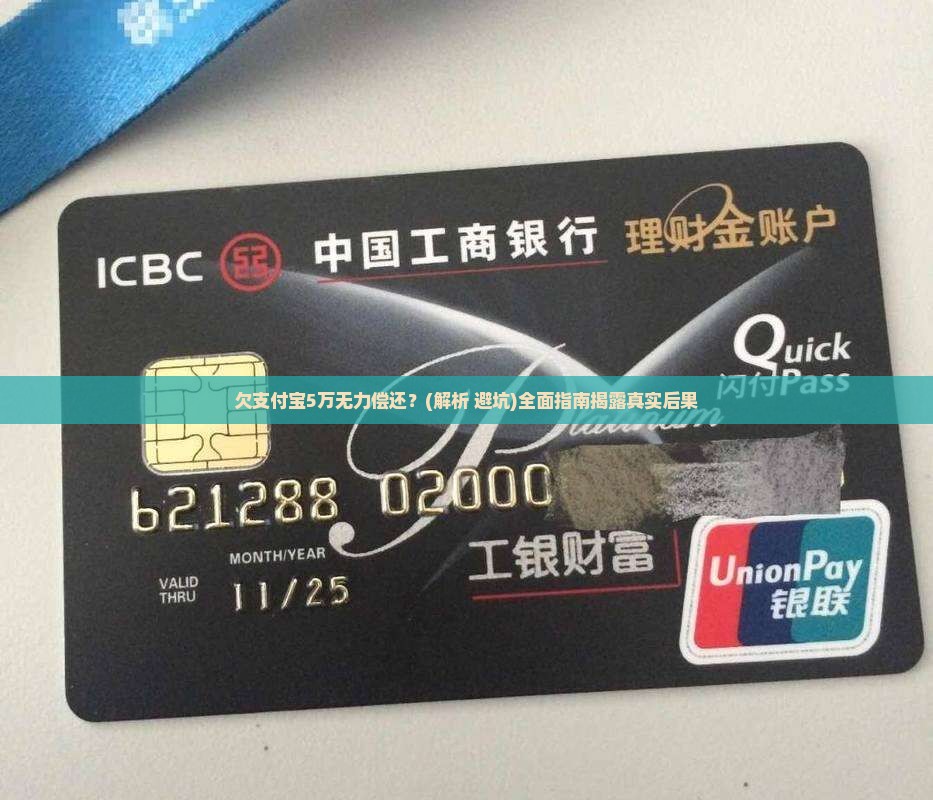 ICBC 中国工商银行 理财金账户
Quick
闪付Pass
欠支付宝5万无力偿还？(解析 避坑)全面指南揭露真实后果
Platinum
621288 02000
MONTH/YEAR
VALID
THRU
11/25
工银财富
UnionPay
银联